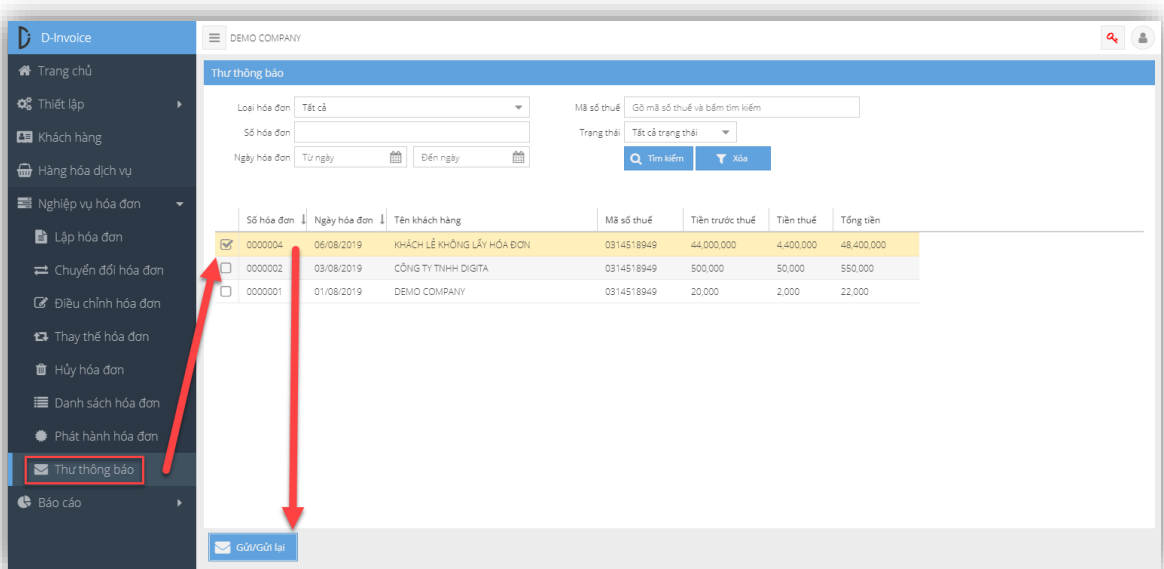 D-Invoice
DEMO COMPANY
Trang chủ
Thiết lập
Khách hàng
Hàng hóa dịch vụ
Nghiệp vụ hóa đơn
Lập hóa đơn
Chuyển đổi hóa đơn
Điều chỉnh hóa đơn
Thay thế hóa đơn
Hủy hóa đơn
Danh sách hóa đơn
Phát hành hóa đơn
Thư thông báo
Báo cáo
Thư thông báo
Loại hóa đơn Tất cả Mã số thuế Gõ mã số thuế và bấm tìm kiếm
Số hóa đơn Trạng thái Tất cả trạng thái
Ngày hóa đơn Từ ngày Đến ngày Tìm kiếm Xóa
Số hóa đơn Ngày hóa đơn Tên khách hàng Mã số thuế Tiền trước thuế Tiền thuế Tổng tiền
0000004 06/08/2019 KHÁCH LẺ KHÔNG LẤY HÓA ĐƠN 0314518949 44,000,000 4,400,000 48,400,000
0000002 03/08/2019 CÔNG TY TNHH DIGITA 0314518949 500,000 50,000 550,000
0000001 01/08/2019 DEMO COMPANY 0314518949 20,000 2,000 22,000
Gửi/Gửi lại